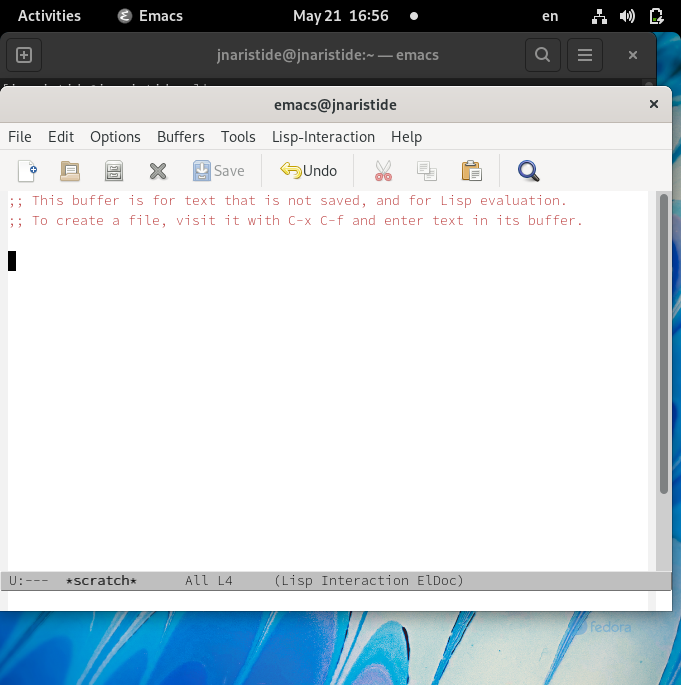 Activities Emacs May 21 16:56 en
jnaristide@jnaristide:~ — emacs
emacs@jnaristide
File Edit Options Buffers Tools Lisp-Interaction Help
Save Undo
;; This buffer is for text that is not saved, and for Lisp evaluation.
;; To create a file, visit it with C-x C-f and enter text in its buffer.
U:--- *scratch* All L4 (Lisp Interaction ElDoc)
fedora